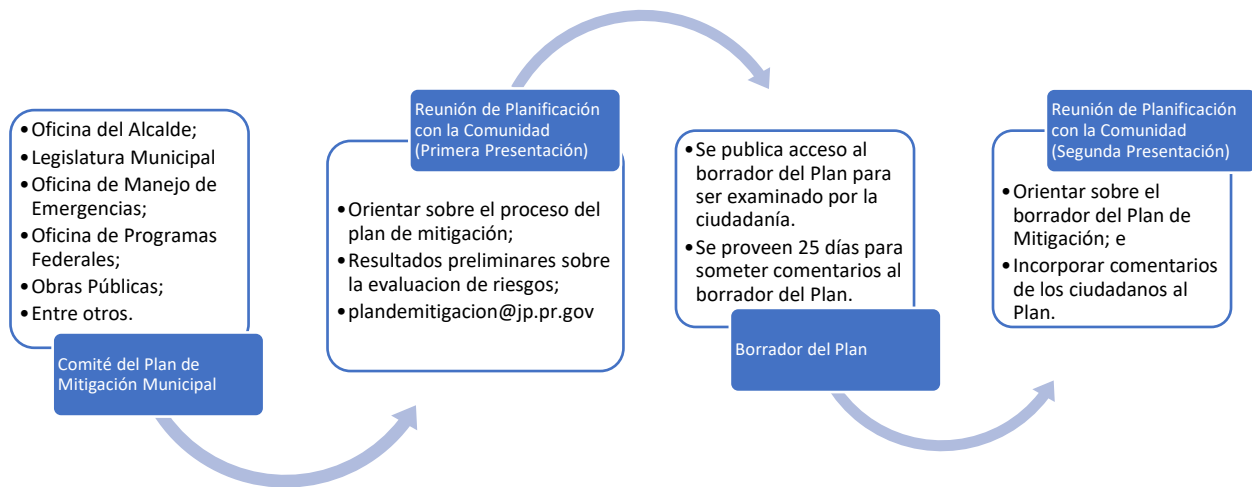 • Oficina del Alcalde;
• Legislatura Municipal
• Oficina de Manejo de
Emergencias;
• Oficina de Programas
Federales;
• Obras Públicas;
• Entre otros.
Comité del Plan de
Mitigación Municipal
Reunión de Planificación
con la Comunidad
(Primera Presentación)
• Orientar sobre el proceso del
plan de mitigación;
• Resultados preliminares sobre
la evaluacion de riesgos;
• plandemitigacion@jp.pr.gov
• Se publica acceso al
borrador del Plan para
ser examinado por la
ciudadanía.
• Se proveen 25 días para
someter comentarios al
borrador del Plan.
Borrador del Plan
Reunión de Planificación
con la Comunidad
(Segunda Presentación)
• Orientar sobre el
borrador del Plan de
Mitigación; e
• Incorporar comentarios
de los ciudadanos al
Plan.